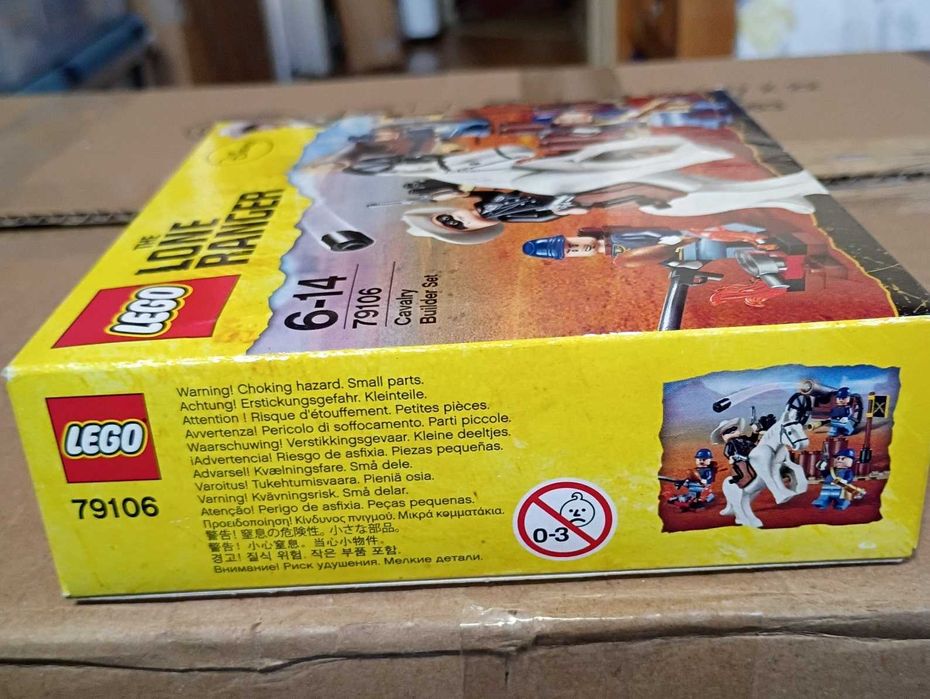 THE
LONE
RANGER
LEGO
6-14
79106
Cavalry
Builder Set
LEGO
79106
Warning! Choking hazard. Small parts.
Achtung! Erstickungsgefahr. Kleinteile.
Attention ! Risque d'étouffement. Petites pièces.
Avvertenza! Pericolo di soffocamento. Parti piccole.
Waarschuwing! Verstikkingsgevaar. Kleine deeltjes.
¡Advertencia! Riesgo de asfixia. Piezas pequeñas.
Advarsel! Kvælningsfare. Små dele.
Varoitus! Tukehtumisvaara. Pieniä osia.
Varning! Kvävningsrisk. Små delar.
Atenção! Perigo de asfixia. Peças pequenas.
Προειδοποίηση! Κίνδυνος πνιγμού. Μικρά κομματάκια.
警告! 窒息の危険性。小さな部品。
警告! 小心窒息。当心小物件。
경고! 질식 위험. 작은 부품 포함.
Внимание! Риск удушения. Мелкие детали.
0-3